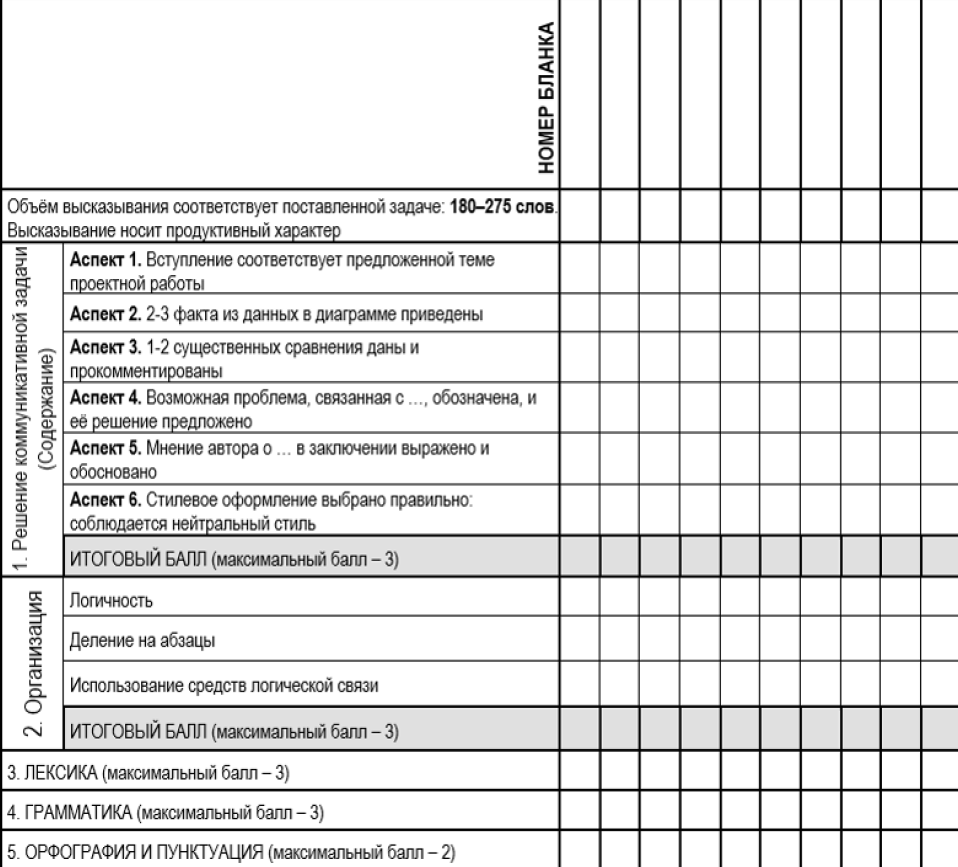 НОМЕР БЛАНКА
Объём высказывания соответствует поставленной задаче: 180–275 слов.
Высказывание носит продуктивный характер
1. Решение коммуникативной задачи
(Содержание)
Аспект 1. Вступление соответствует предложенной теме
проектной работы
Аспект 2. 2-3 факта из данных в диаграмме приведены
Аспект 3. 1-2 существенных сравнения даны и
прокомментированы
Аспект 4. Возможная проблема, связанная с …, обозначена, и
её решение предложено
Аспект 5. Мнение автора о … в заключении выражено и
обосновано
Аспект 6. Стилевое оформление выбрано правильно:
соблюдается нейтральный стиль
ИТОГОВЫЙ БАЛЛ (максимальный балл – 3)
2. Организация
Логичность
Деление на абзацы
Использование средств логической связи
ИТОГОВЫЙ БАЛЛ (максимальный балл – 3)
3. ЛЕКСИКА (максимальный балл – 3)
4. ГРАММАТИКА (максимальный балл – 3)
5. ОРФОГРАФИЯ И ПУНКТУАЦИЯ (максимальный балл – 2)